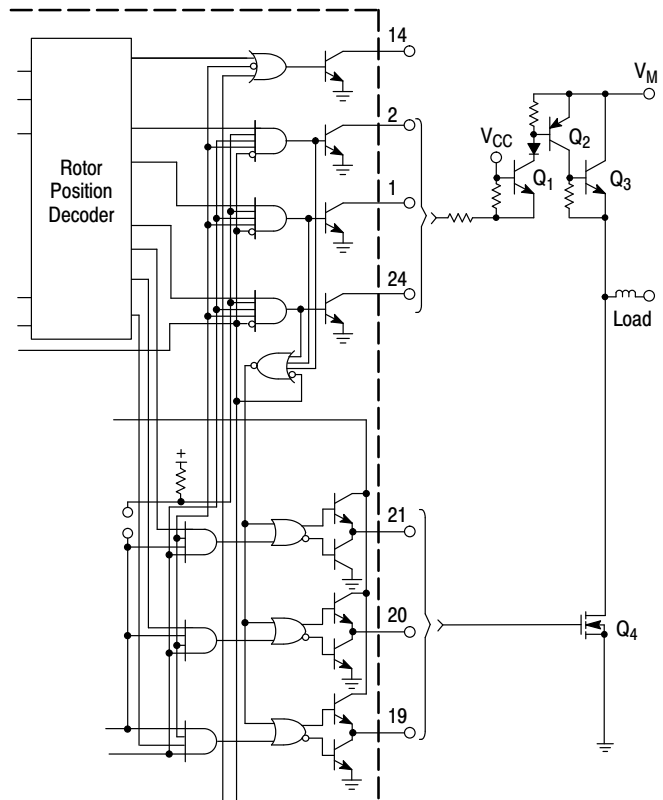 14
V_M
2
V_CC
Q_2
Q_1
Q_3
Rotor
Position
Decoder
1
24
Load
+
21
20
Q_4
19